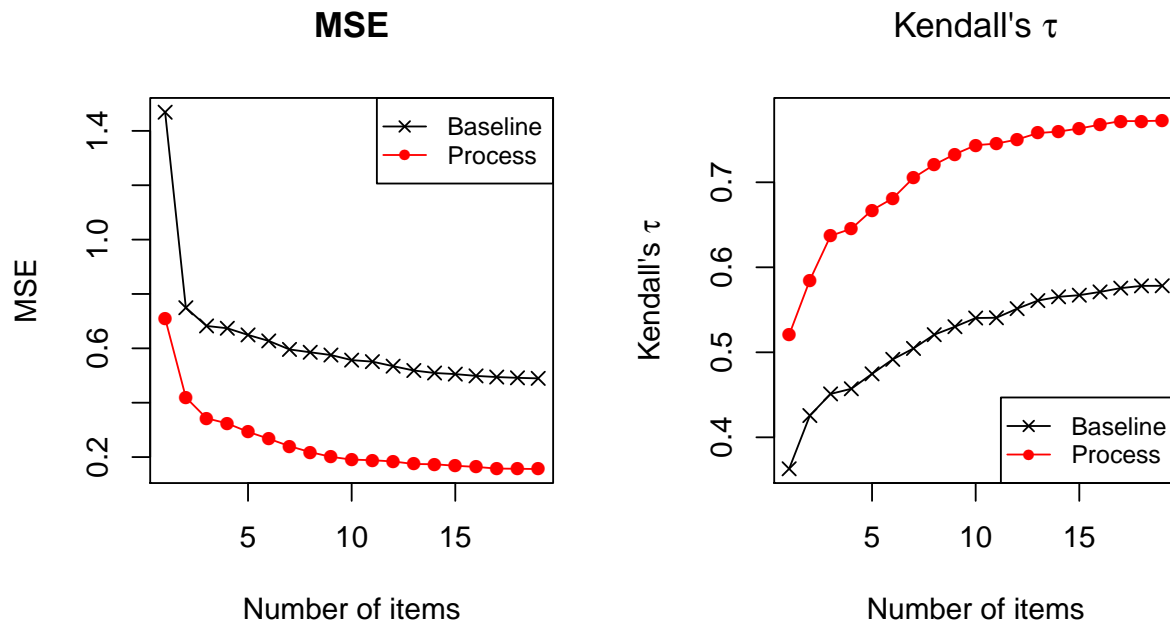 MSE
Baseline
Process
MSE
0.2
0.6
1.0
1.4
5
10
15
Number of items
Kendall's τ
Kendall's τ
0.4
0.5
0.6
0.7
Baseline
Process
5
10
15
Number of items